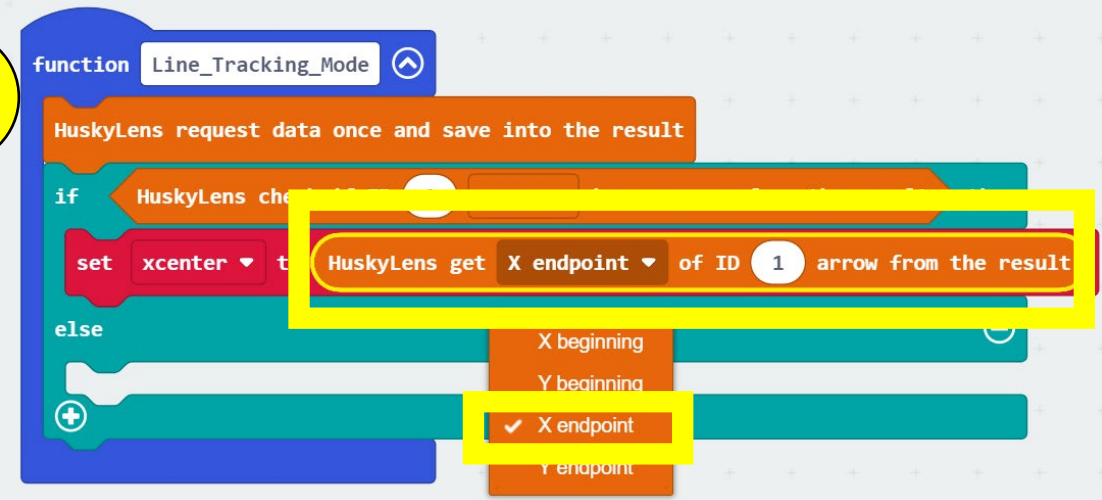 function Line_Tracking_Mode
HuskyLens request data once and save into the result
if HuskyLens
set xcenter HuskyLens get X endpoint of ID 1 arrow from the result
else
X beginning
Y beginning
X endpoint
Y endpoint